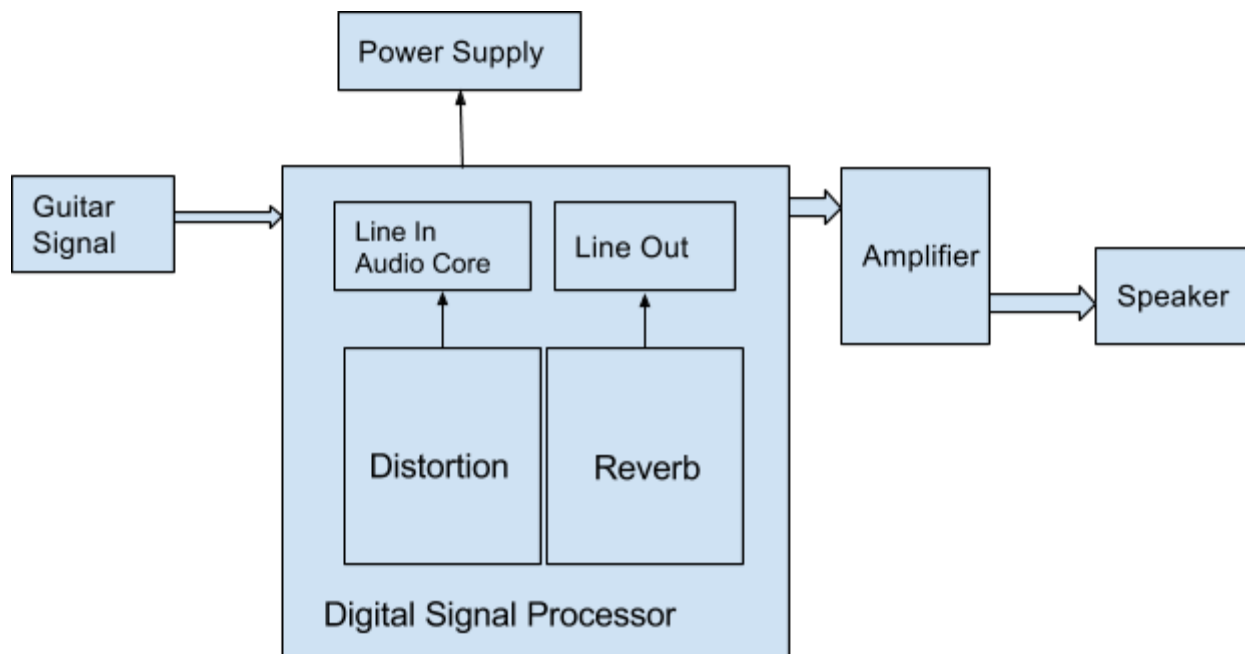 Power Supply
Guitar
Signal
Line In
Audio Core
Line Out
Amplifier
Speaker
Distortion
Reverb
Digital Signal Processor